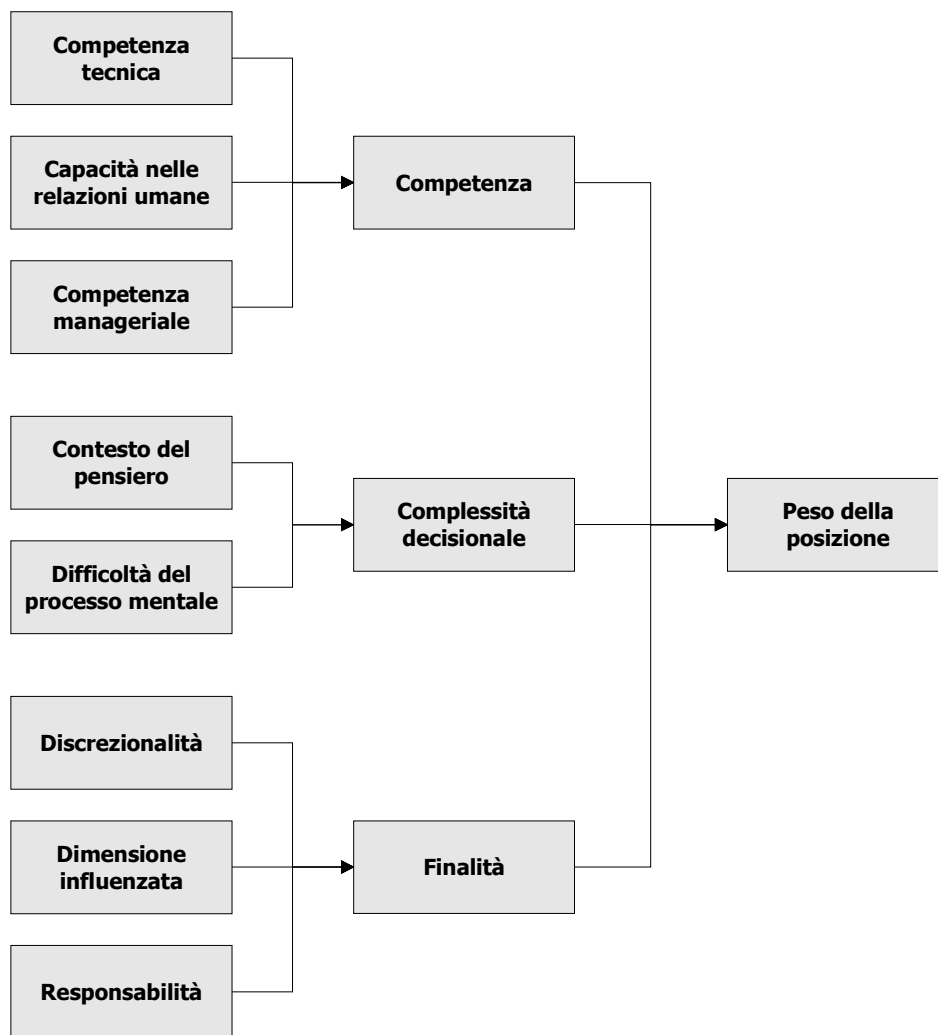 Competenza
tecnica
Capacità nelle
relazioni umane
Competenza
Competenza
manageriale
Contesto del
pensiero
Complessità
decisionale
Peso della
posizione
Difficoltà del
processo mentale
Discrezionalità
Dimensione
influenzata
Finalità
Responsabilità